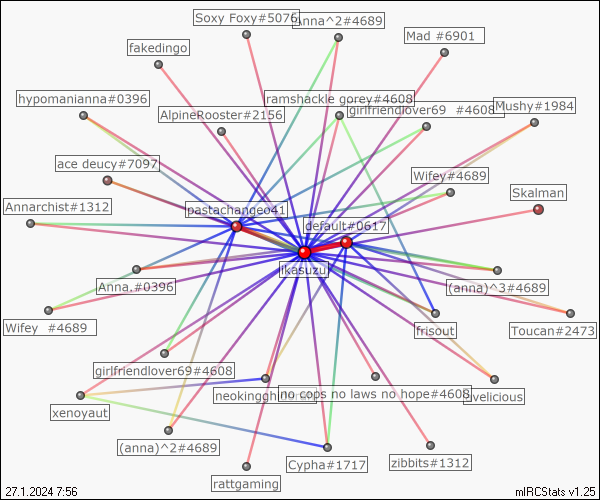 Soxy Foxy#5076
Anna^2#4689
Mad #6901
fakedingo
hypomanianna#0396
ramshackle gorey#4608
AlpineRooster#2156
girlfriendlover69 #4608
Mushy#1984
ace deucy#7097
Wifey#4689
Skalman
Annarchist#1312
pastachange041
default#0617
ikasuzu
Anna.#0396
(anna)^3#4689
Wifey #4689
frisout
Toucan#2473
girlfriendlover69#4608
no cops no laws no hope#4608
xenoyaut
(anna)^2#4689
Cypha#1717
zibbits#1312
rattgaming
27.1.2024 7:56
mIRCStats v1.25